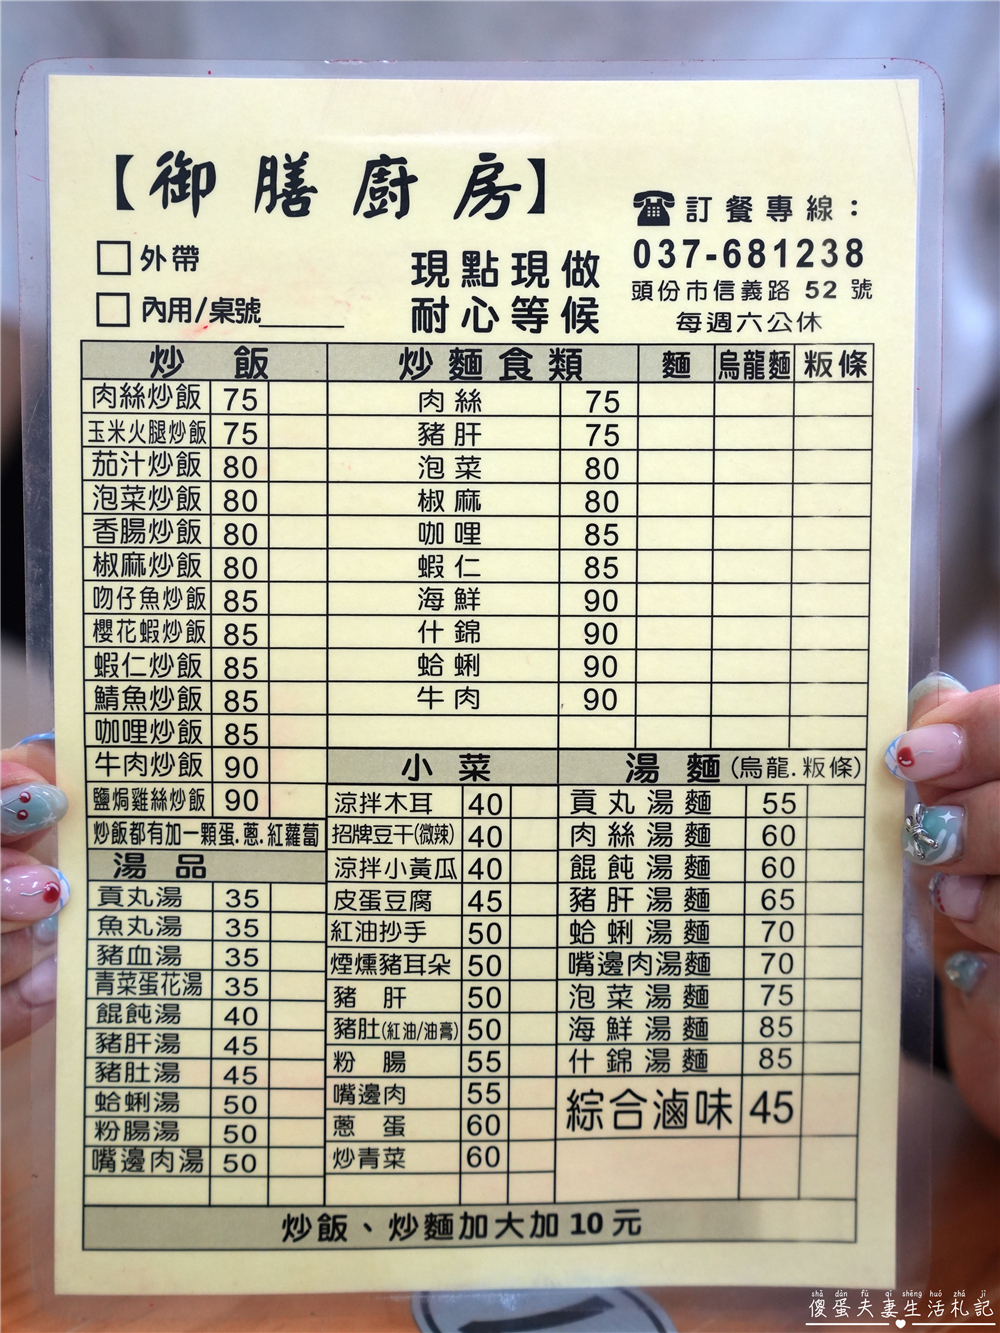 【御膳廚房】
☎訂餐專線：
037-681238
頭份市信義路 52 號
每週六公休
□外帶
□內用/桌號______
現點現做
耐心等候
炒 飯
肉絲炒飯 75
玉米火腿炒飯 75
茄汁炒飯 80
泡菜炒飯 80
香腸炒飯 80
椒麻炒飯 80
吻仔魚炒飯 85
櫻花蝦炒飯 85
蝦仁炒飯 85
鯖魚炒飯 85
咖哩炒飯 85
牛肉炒飯 90
鹽焗雞絲炒飯 90
炒飯都有加一顆蛋.蔥.紅蘿蔔
湯 品
貢丸湯 35
魚丸湯 35
豬血湯 35
青菜蛋花湯 35
餛飩湯 40
豬肝湯 45
豬肚湯 45
蛤蜊湯 50
粉腸湯 50
嘴邊肉湯 50
炒麵食類 麵 烏龍麵 粄條
肉絲 75
豬肝 75
泡菜 80
椒麻 80
咖哩 85
蝦仁 85
海鮮 90
什錦 90
蛤蜊 90
牛肉 90
小 菜
涼拌木耳 40
招牌豆干(微辣) 40
涼拌小黃瓜 40
皮蛋豆腐 45
紅油抄手 50
煙燻豬耳朵 50
豬 肝 50
豬肚(紅油/油膏) 50
粉 腸 55
嘴邊肉 55
蔥 蛋 60
炒青菜 60
湯 麵(烏龍.粄條)
貢丸湯麵 55
肉絲湯麵 60
餛飩湯麵 60
豬肝湯麵 65
蛤蜊湯麵 70
嘴邊肉湯麵 70
泡菜湯麵 75
海鮮湯麵 85
什錦湯麵 85
綜合滷味 45
炒飯、炒麵加大加 10 元
shǎ dàn fū qī shēng huó zhá jì
傻蛋夫妻生活札記